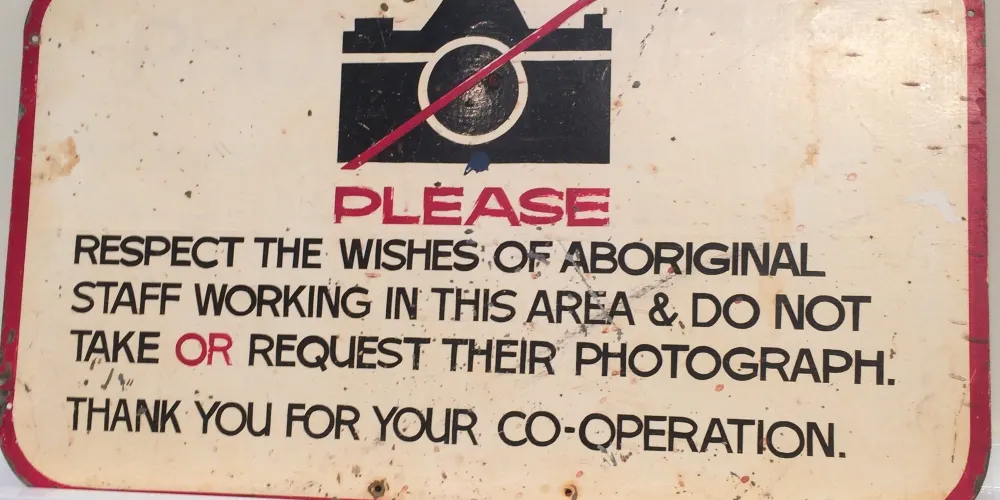 PLEASE
RESPECT THE WISHES OF ABORIGINAL
STAFF WORKING IN THIS AREA & DO NOT
TAKE OR REQUEST THEIR PHOTOGRAPH.
THANK YOU FOR YOUR CO-OPERATION.